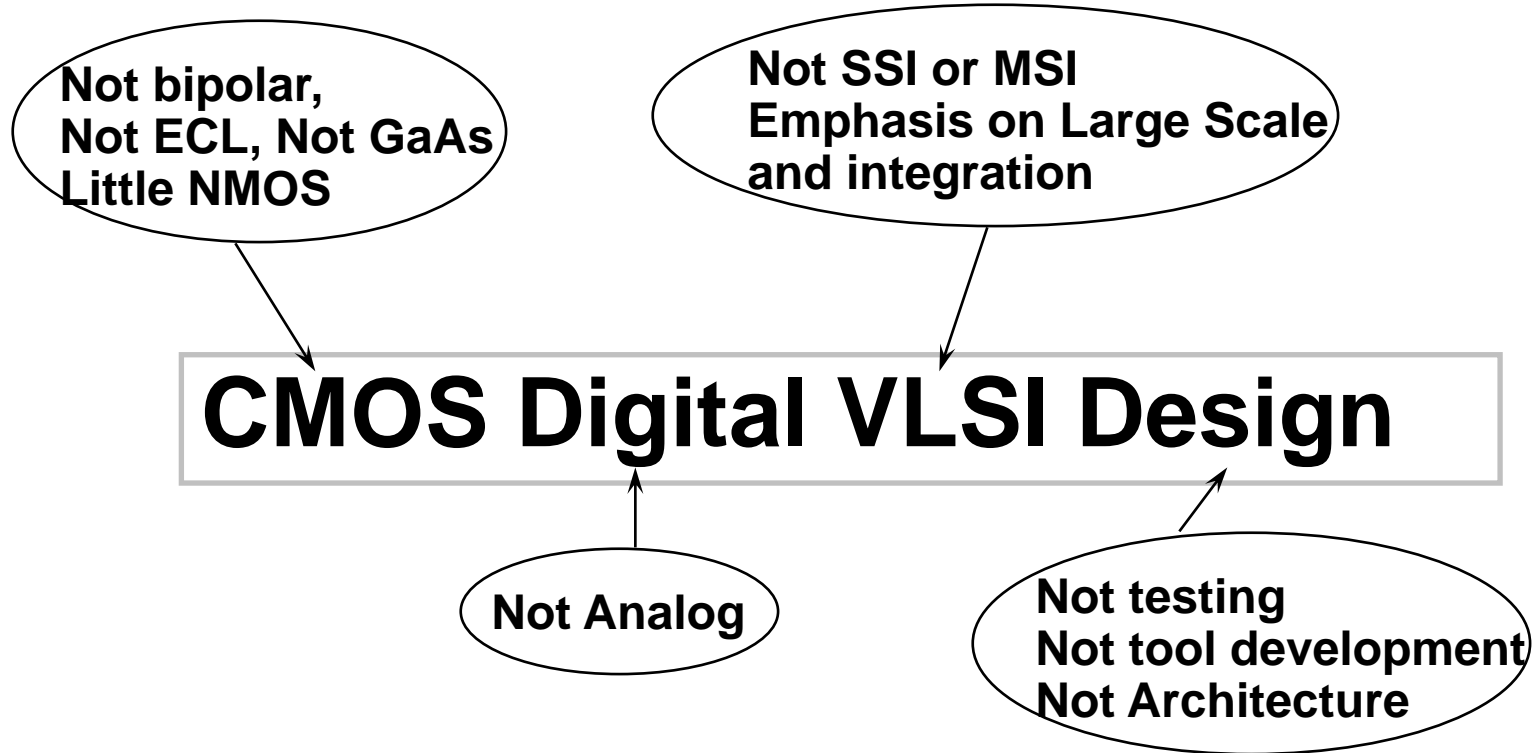 Not bipolar,
Not ECL, Not GaAs
Little NMOS
Not SSI or MSI
Emphasis on Large Scale
and integration
CMOS Digital VLSI Design
Not Analog
Not testing
Not tool development
Not Architecture